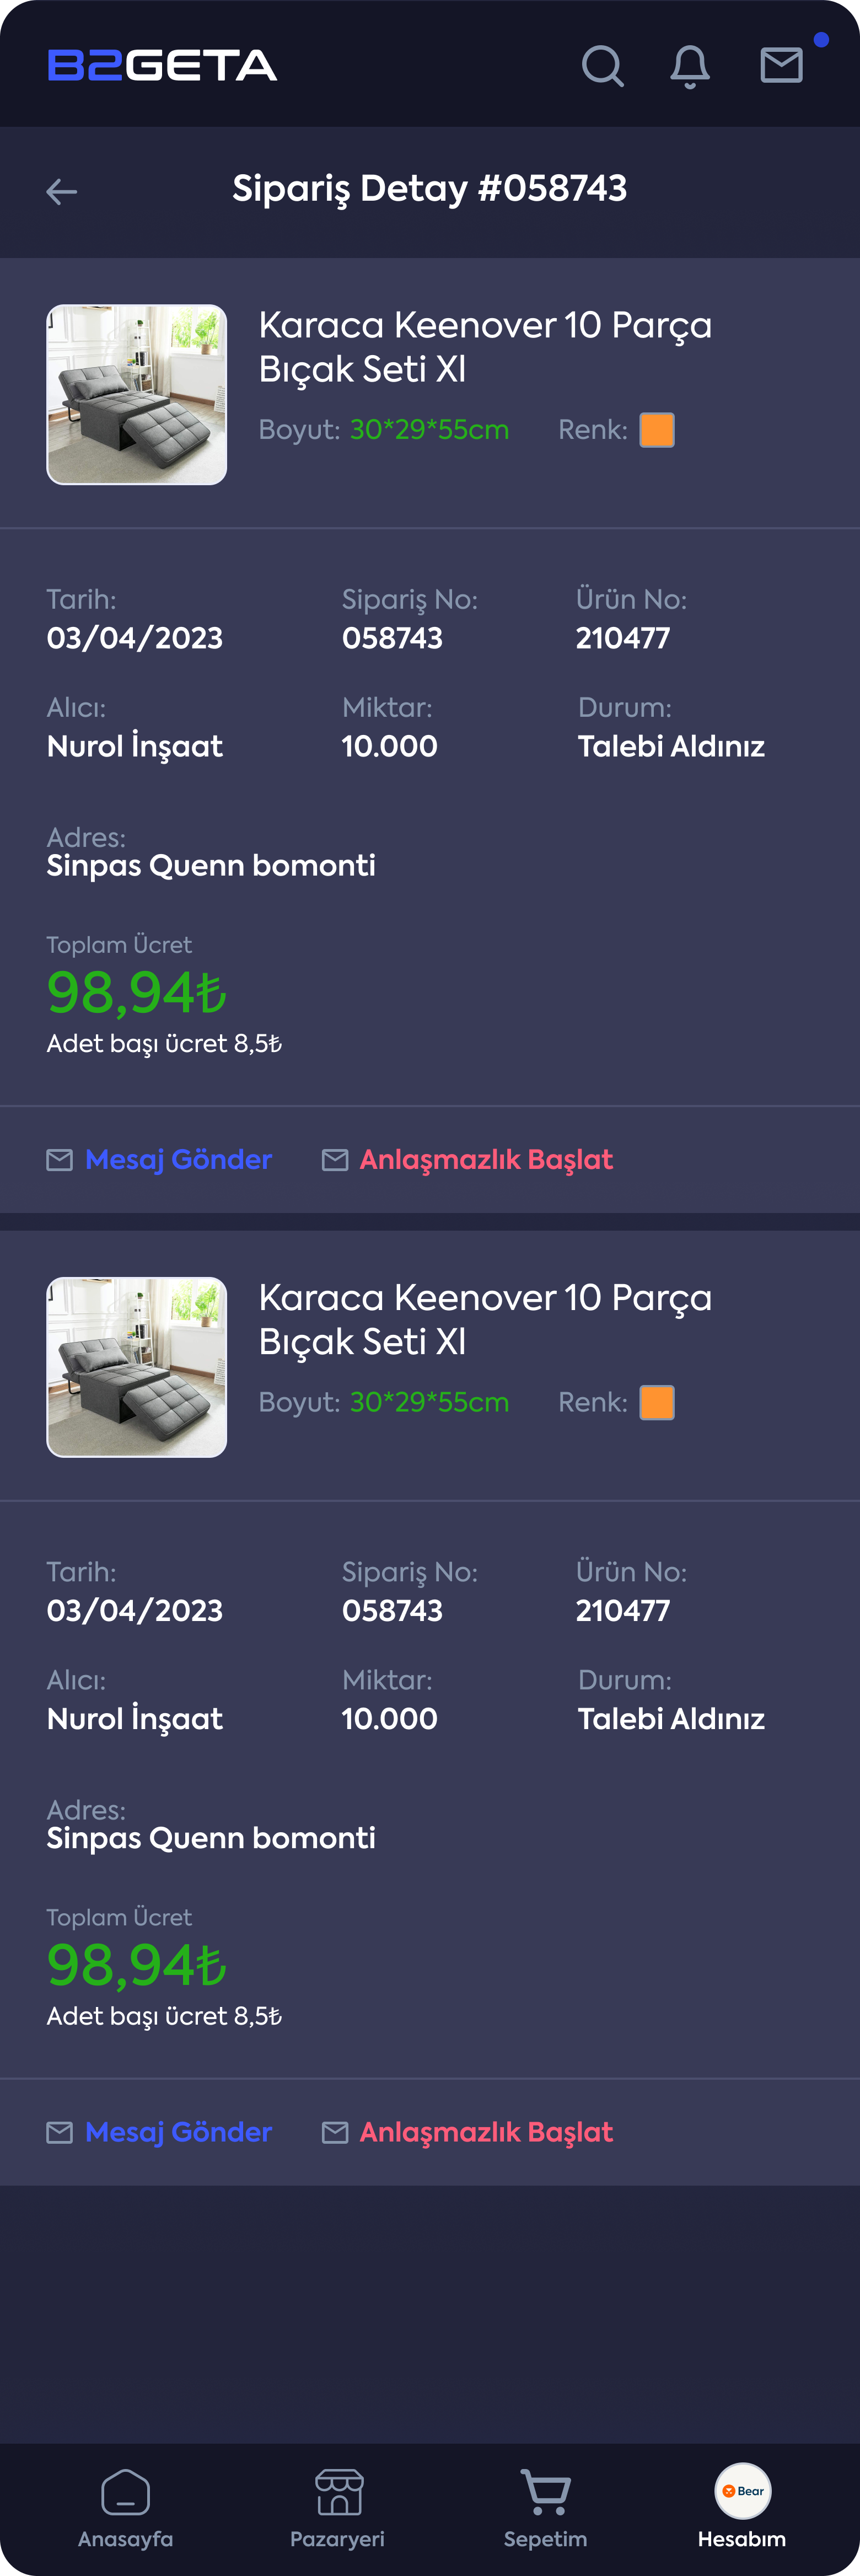 B2GETA
Sipariş Detay #058743
Karaca Keenover 10 Parça
Bıçak Seti Xl
Boyut: 30*29*55cm Renk:
Tarih: Sipariş No: Ürün No:
03/04/2023 058743 210477
Alıcı: Miktar: Durum:
Nurol İnşaat 10.000 Talebi Aldınız
Adres:
Sinpas Quenn bomonti
Toplam Ücret
98,94₺
Adet başı ücret 8,5₺
Mesaj Gönder Anlaşmazlık Başlat
Karaca Keenover 10 Parça
Bıçak Seti Xl
Boyut: 30*29*55cm Renk:
Tarih: Sipariş No: Ürün No:
03/04/2023 058743 210477
Alıcı: Miktar: Durum:
Nurol İnşaat 10.000 Talebi Aldınız
Adres:
Sinpas Quenn bomonti
Toplam Ücret
98,94₺
Adet başı ücret 8,5₺
Mesaj Gönder Anlaşmazlık Başlat
Bear
Anasayfa Pazaryeri Sepetim Hesabım